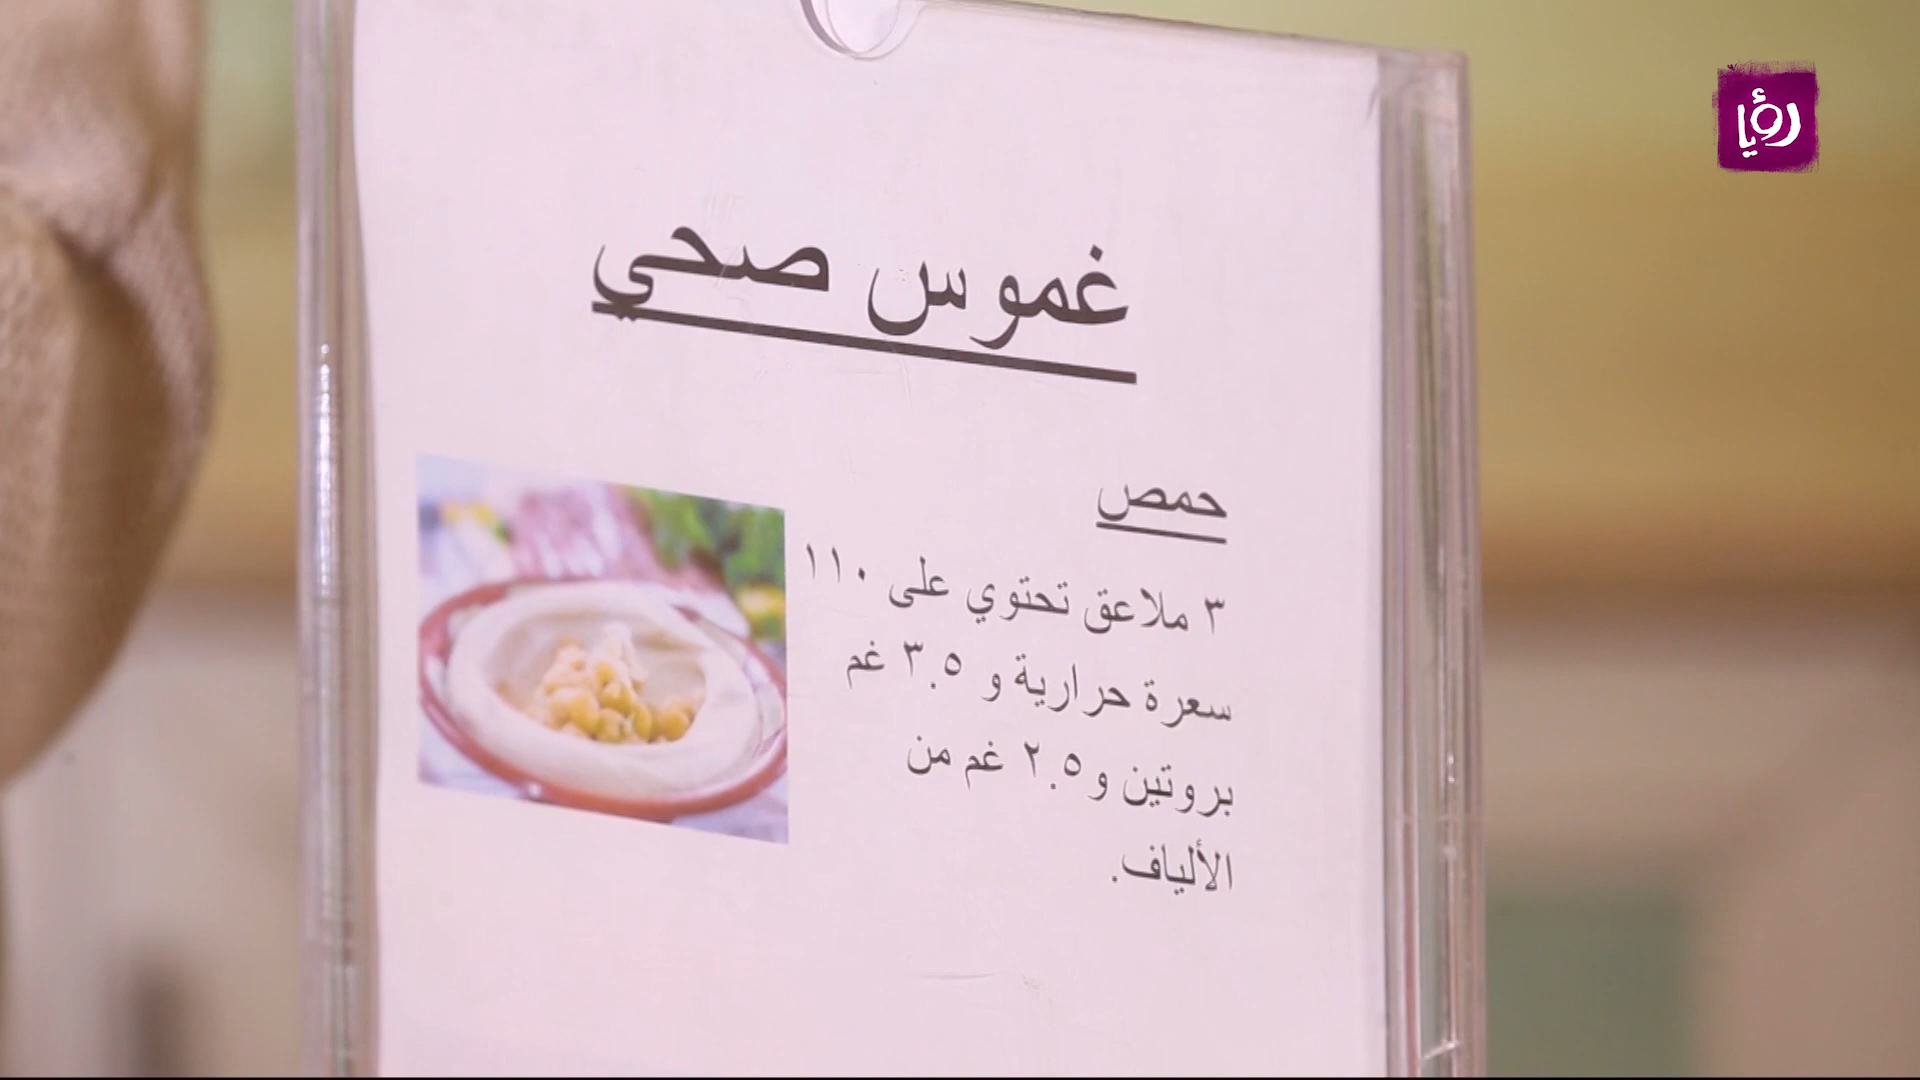 رؤيا
غموس صحي
حمص
٣ ملاعق تحتوي على ١١٠
سعرة حرارية و ٣.٥ غم
بروتين و٢.٥ غم من
الألياف.